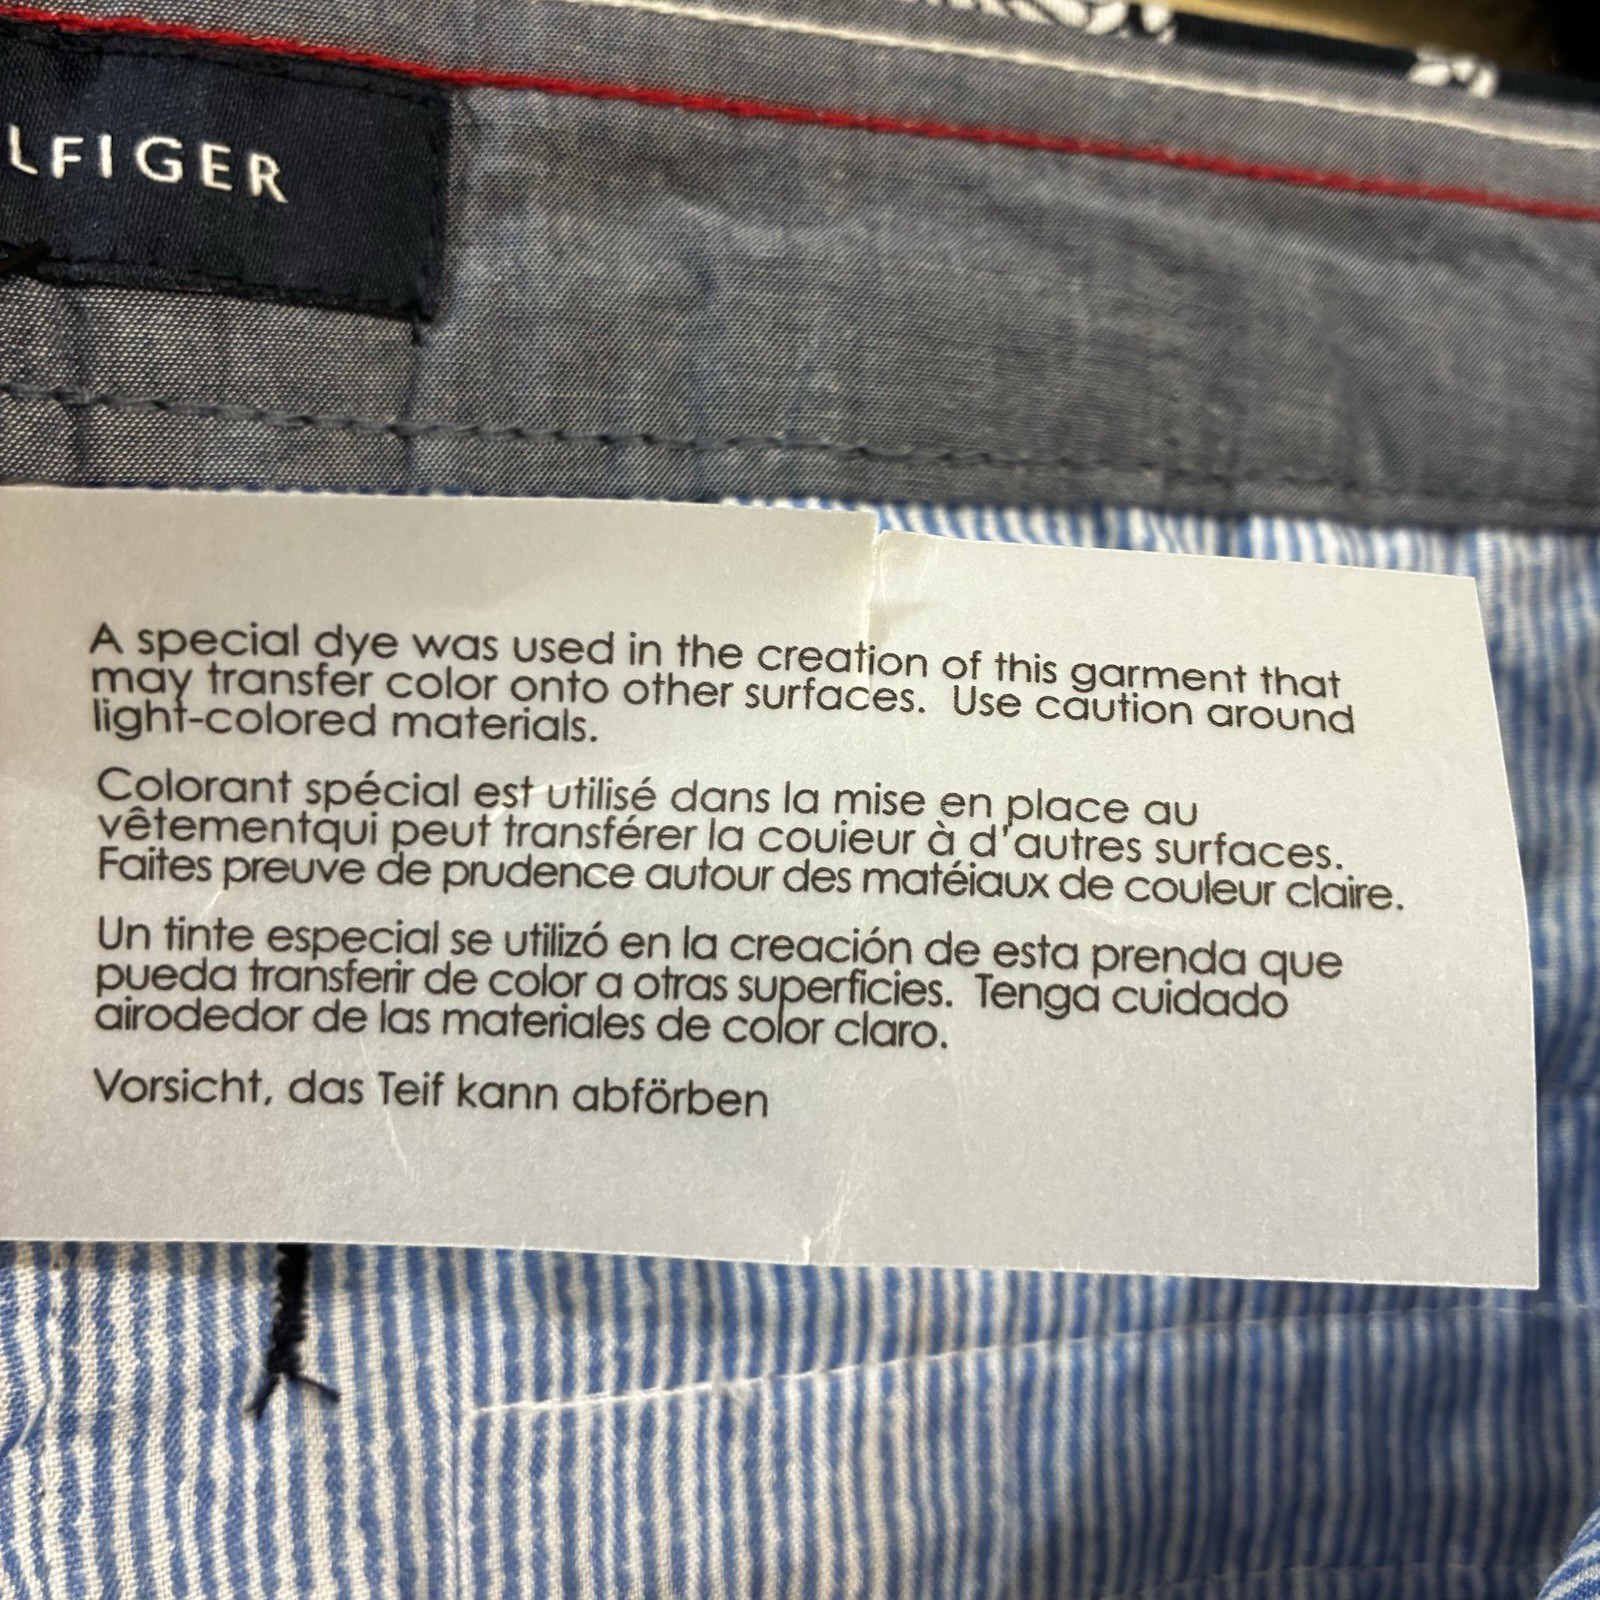 LFIGER
A special dye was used in the creation of this garment that
may transfer color onto other surfaces. Use caution around
light-colored materials.
Colorant spécial est utilisé dans la mise en place au
vêtementqui peut transférer la couieur à d'autres surfaces.
Faites preuve de prudence autour des matéiaux de couleur claire.
Un tinte especial se utilizó en la creación de esta prenda que
pueda transferir de color a otras superficies. Tenga cuidado
airodedor de las materiales de color claro.
Vorsicht, das Teif kann abförben